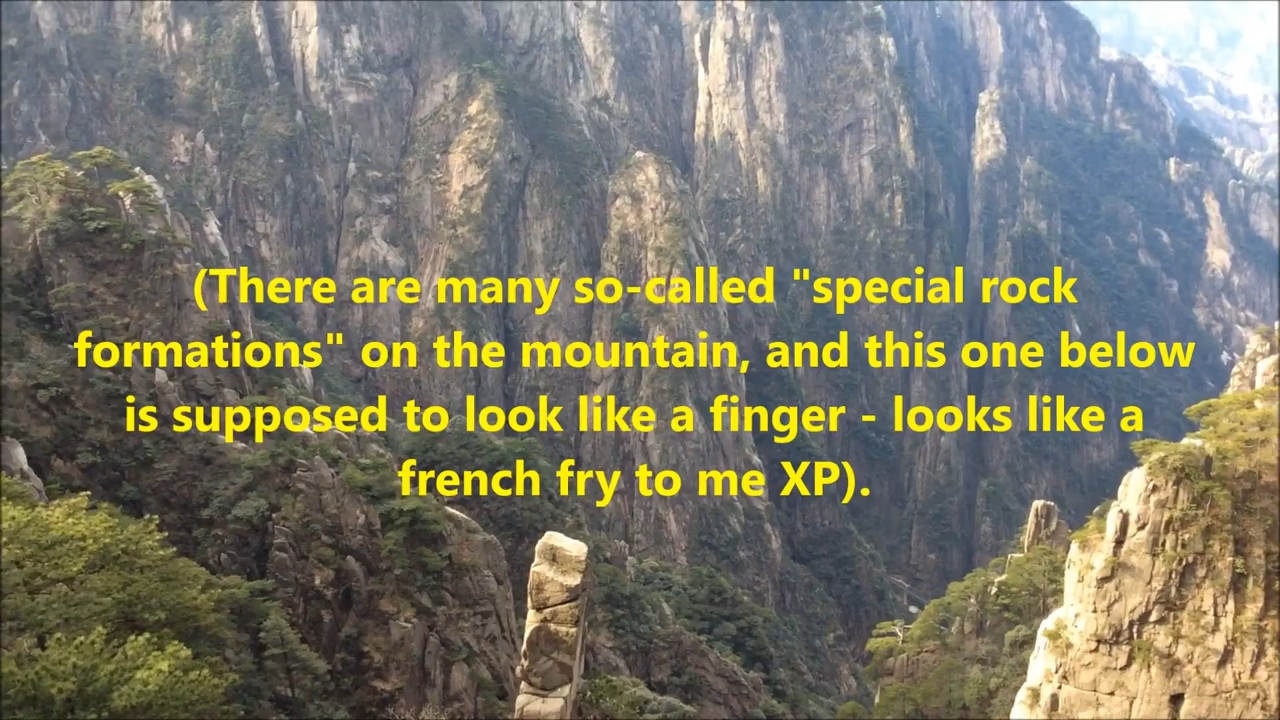 (There are many so-called "special rock
formations" on the mountain, and this one below
is supposed to look like a finger - looks like a
french fry to me XP).